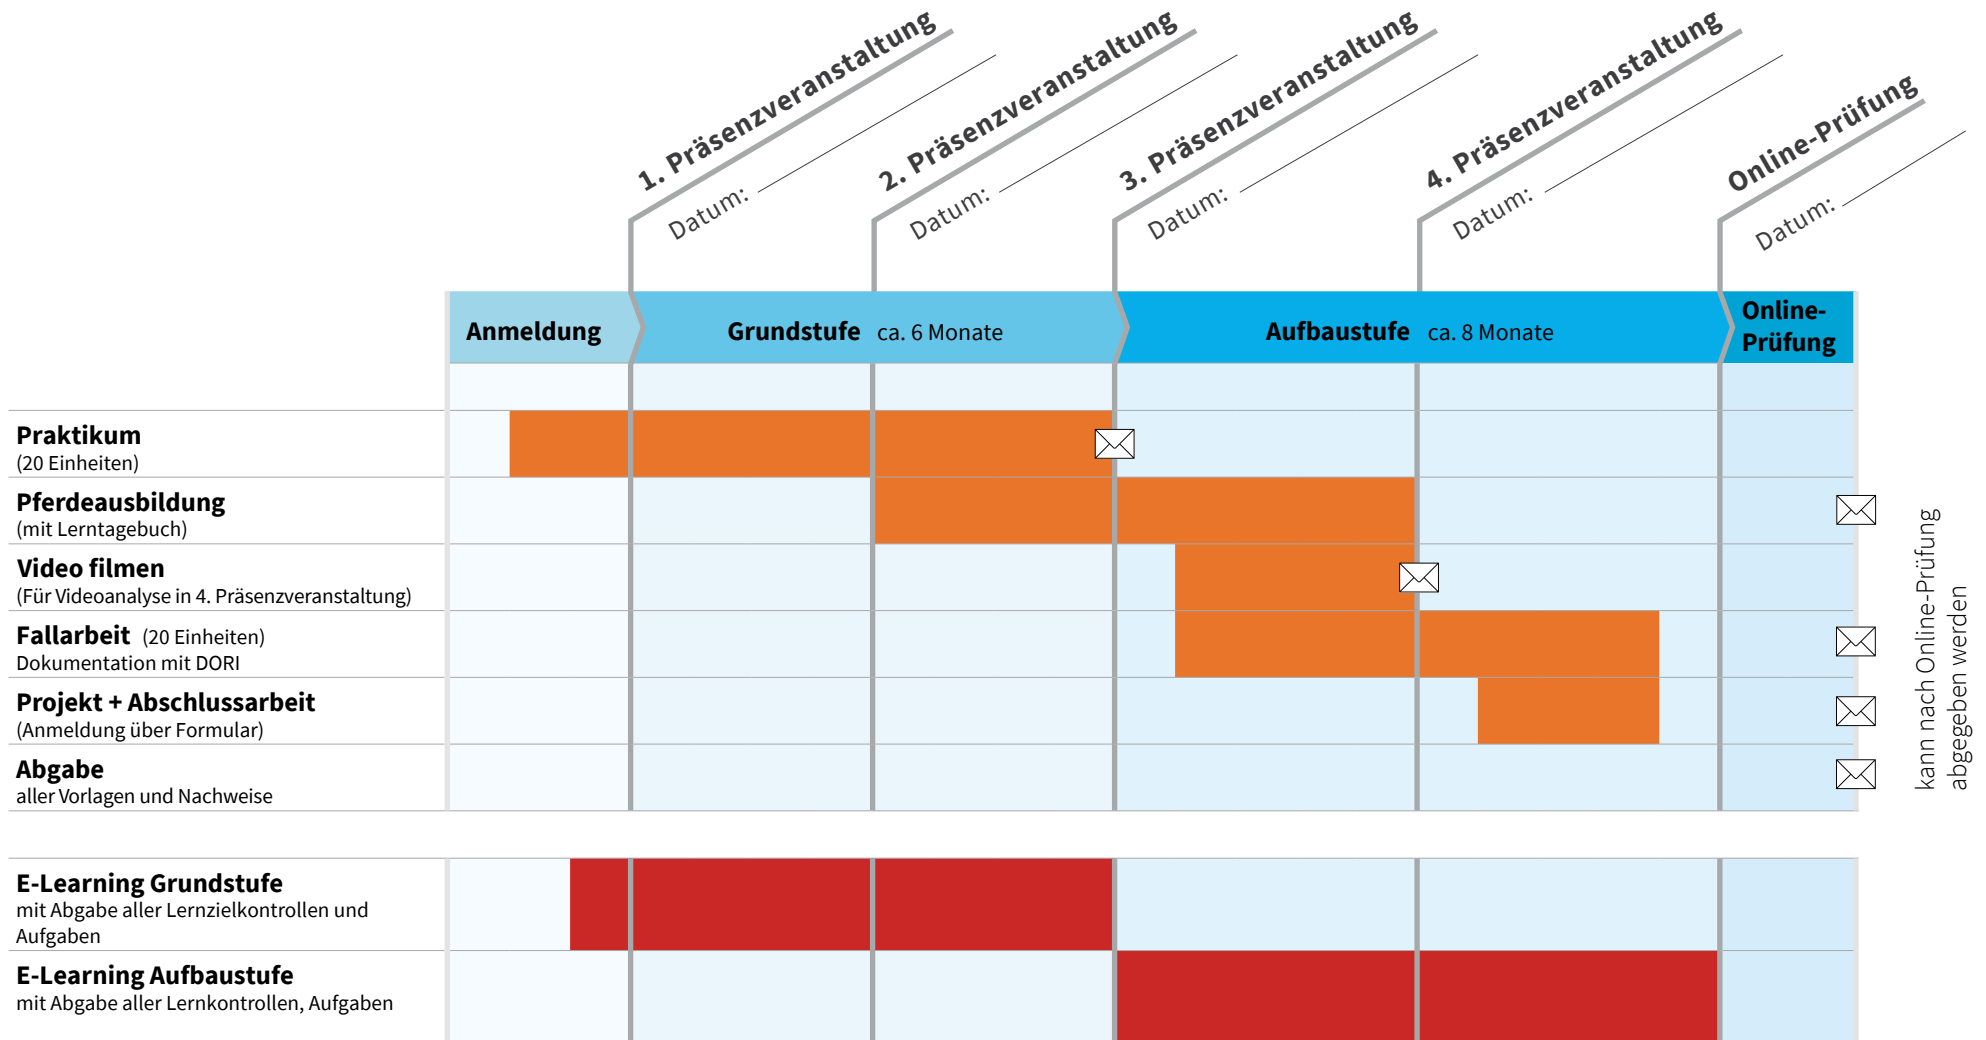 1. Präsenzveranstaltung
Datum:
2. Präsenzveranstaltung
Datum:
3. Präsenzveranstaltung
Datum:
4. Präsenzveranstaltung
Datum:
Online-Prüfung
Datum:
Anmeldung
Grundstufe ca. 6 Monate
Aufbaustufe ca. 8 Monate
Online-
Prüfung
Praktikum
(20 Einheiten)
Pferdeausbildung
(mit Lerntagebuch)
Video filmen
(Für Videoanalyse in 4. Präsenzveranstaltung)
Fallarbeit (20 Einheiten)
Dokumentation mit DORI
Projekt + Abschlussarbeit
(Anmeldung über Formular)
Abgabe
aller Vorlagen und Nachweise
kann nach Online-Prüfung
abgegeben werden
E-Learning Grundstufe
mit Abgabe aller Lernzielkontrollen und
Aufgaben
E-Learning Aufbaustufe
mit Abgabe aller Lernkontrollen, Aufgaben